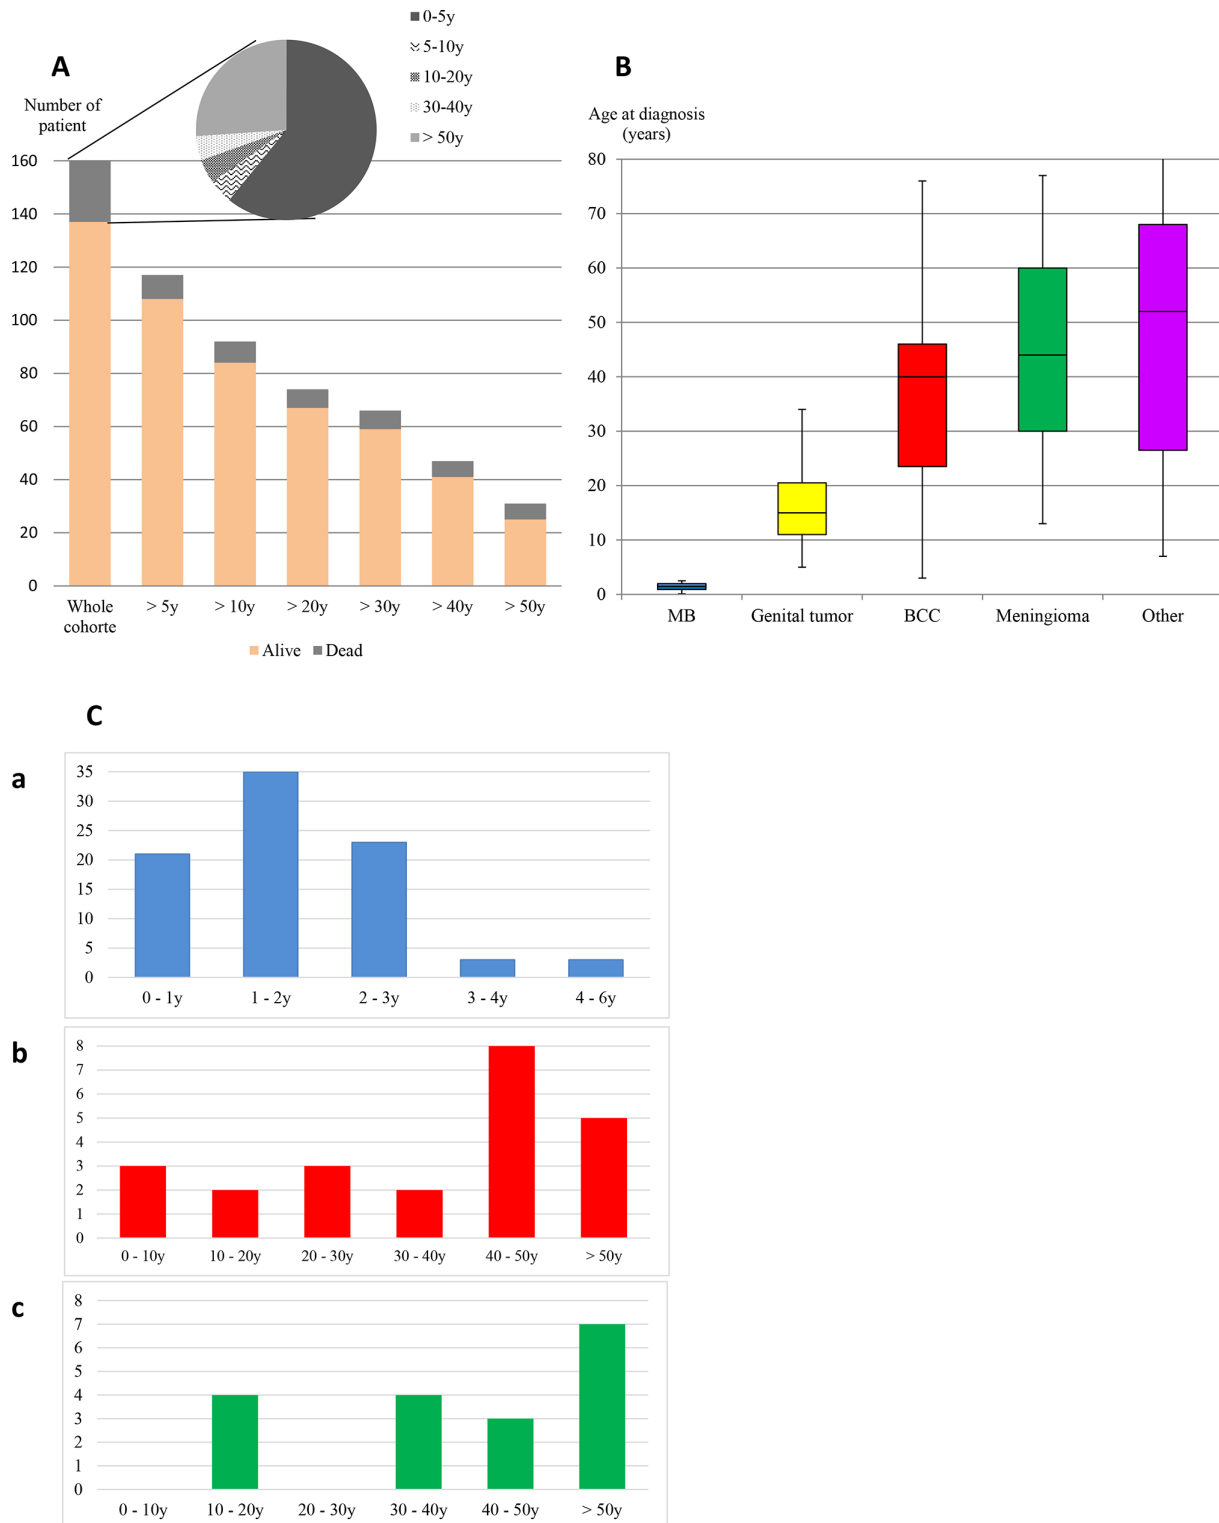 A
Number of
patient
0-5y
5-10y
10-20y
30-40y
> 50y
160
140
120
100
80
60
40
20
0
Whole
cohorte
> 5y
> 10y
> 20y
> 30y
> 40y
> 50y
Alive
Dead
B
Age at diagnosis
(years)
80
70
60
50
40
30
20
10
0
MB
Genital tumor
BCC
Meningioma
Other
C
a
35
30
25
20
15
10
5
0
0 - 1y
1 - 2y
2 - 3y
3 - 4y
4 - 6y
b
8
7
6
5
4
3
2
1
0
0 - 10y
10 - 20y
20 - 30y
30 - 40y
40 - 50y
> 50y
c
8
7
6
5
4
3
2
1
0
0 - 10y
10 - 20y
20 - 30y
30 - 40y
40 - 50y
> 50y